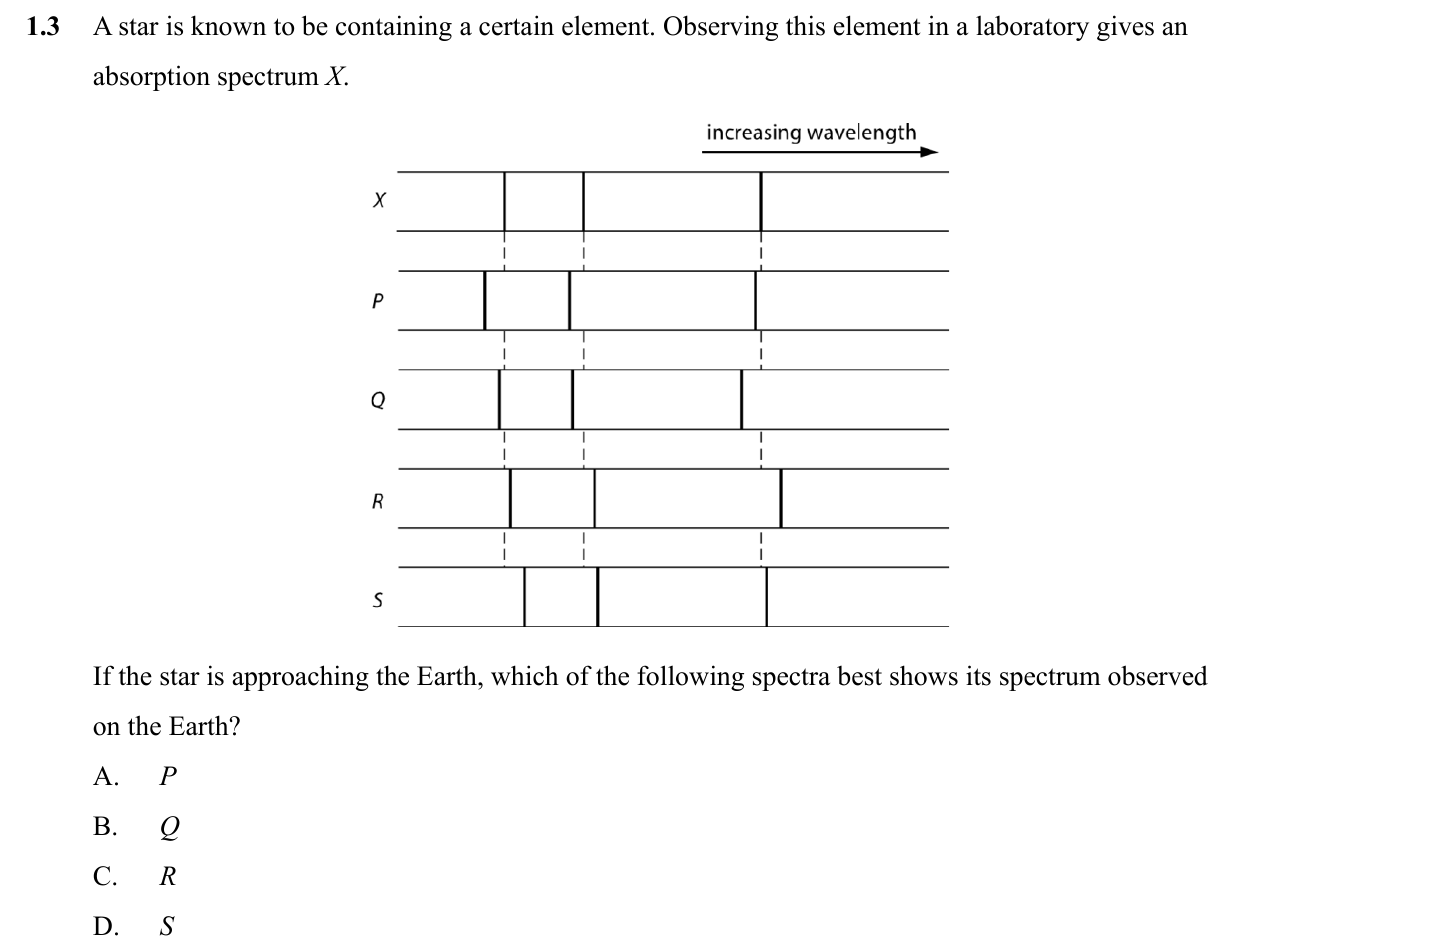 1.3 A star is known to be containing a certain element. Observing this element in a laboratory gives an
absorption spectrum X.
increasing wavelength
X
P
Q
R
S
If the star is approaching the Earth, which of the following spectra best shows its spectrum observed
on the Earth?
A. P
B. Q
C. R
D. S